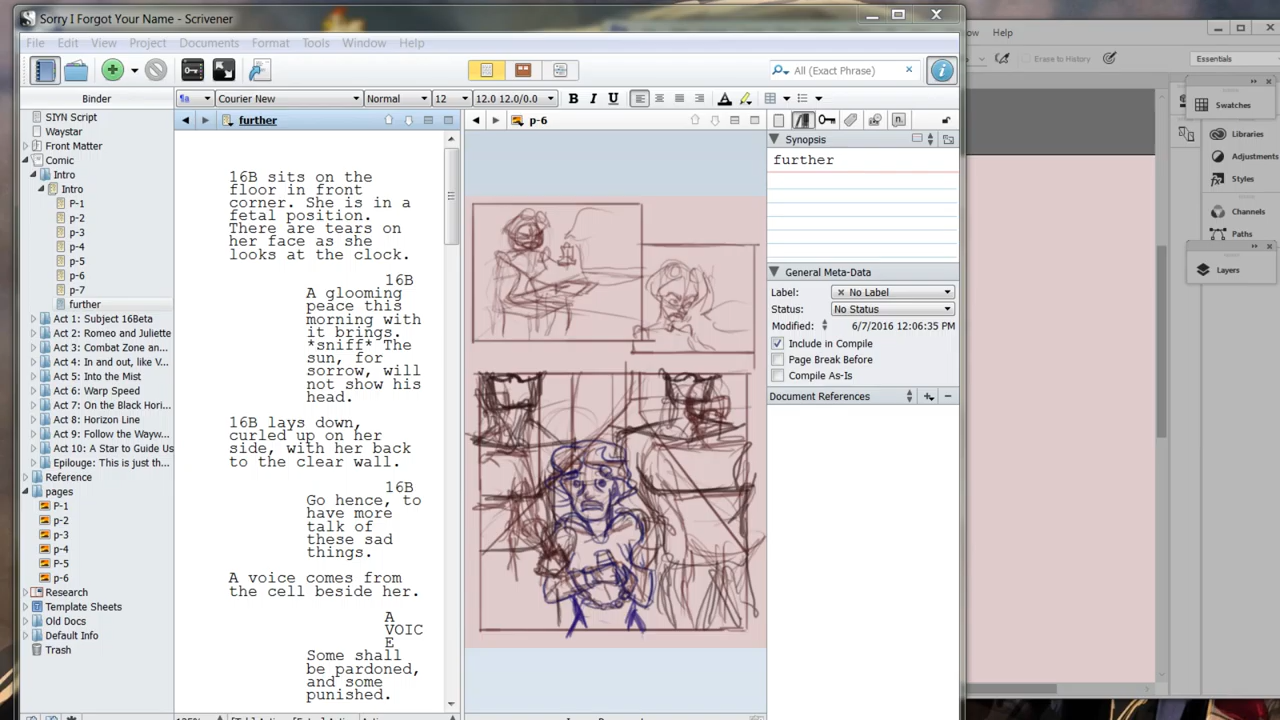 Sorry I Forgot Your Name - Scrivener
File Edit View Project Documents Format Tools Window Help
Help
All (Exact Phrase)
Erase to History
Essentials
Binder
Courier New
Normal
12
12.0 12.0/0.0
B I U A
further
p-6
SIYN Script
Waystar
Front Matter
Comic
Intro
Intro
P-1
p-2
p-3
p-4
p-5
p-6
p-7
further
Act 1: Subject 16Beta
Act 2: Romeo and Juliette
Act 3: Combat Zone an...
Act 4: In and out, like V...
Act 5: Into the Mist
Act 6: Warp Speed
Act 7: On the Black Hori...
Act 8: Horizon Line
Act 9: Follow the Wayw...
Act 10: A Star to Guide Us
Epilouge: This is just th...
Reference
pages
P-1
p-2
p-3
p-4
P-5
p-6
Research
Template Sheets
Old Docs
Default Info
Trash
16B sits on the
floor in front
corner. She is in a
fetal position.
There are tears on
her face as she
looks at the clock.
16B
A glooming
peace this
morning with
it brings.
*sniff* The
sun, for
sorrow, will
not show his
head.
16B lays down,
curled up on her
side, with her back
to the clear wall.
16B
Go hence, to
have more
talk of
these sad
things.
A voice comes from
the cell beside her.
A
VOIC
E
Some shall
be pardoned,
and some
punished.
Synopsis
further
General Meta-Data
Label: No Label
Status: No Status
Modified: 6/7/2016 12:06:35 PM
Include in Compile
Page Break Before
Compile As-Is
Document References
Swatches
Libraries
Adjustments
Styles
Channels
Paths
Layers